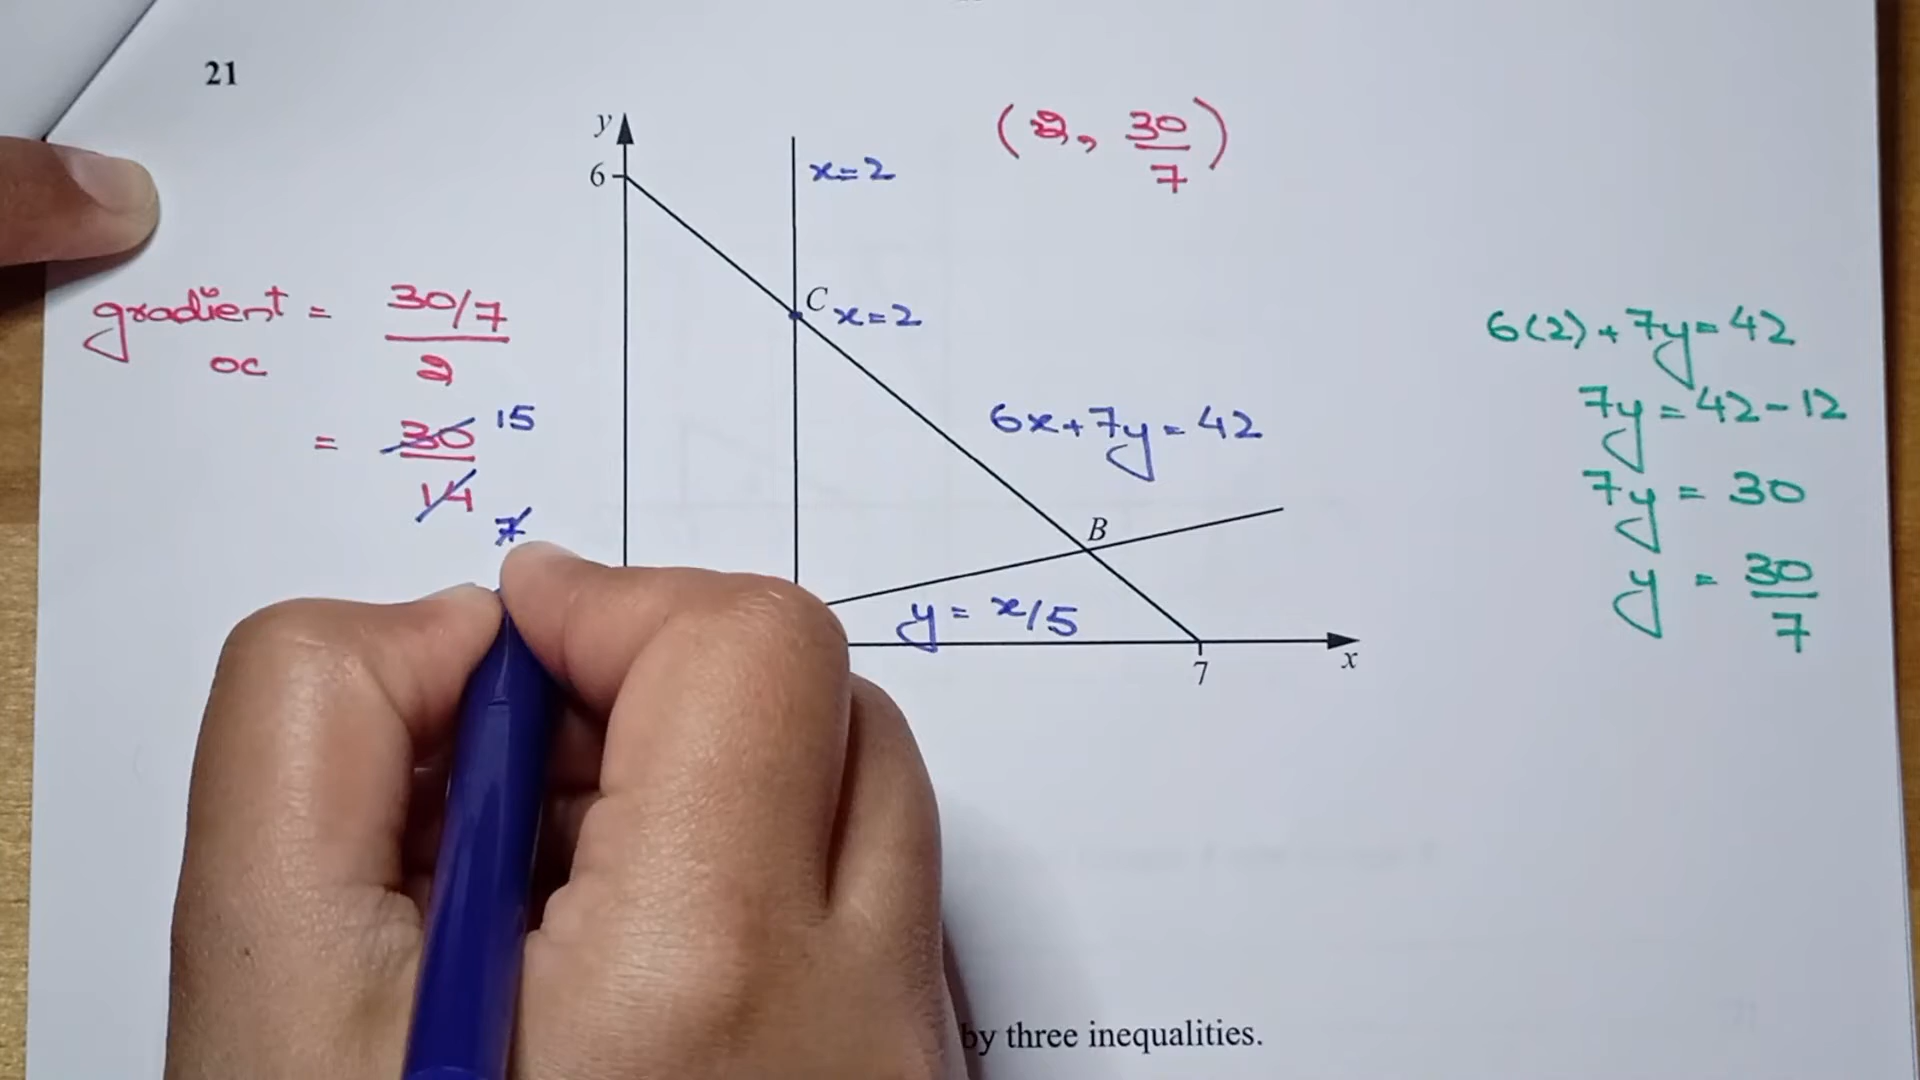 21
y
6
x=2
(2, 30/7)
C
x=2
gradient = 30/7 / 2
OC
= 30/14 15
7
6x+7y=42
B
y = x/5
7
x
6(2)+7y=42
7y=42-12
7y=30
y = 30/7
by three inequalities.